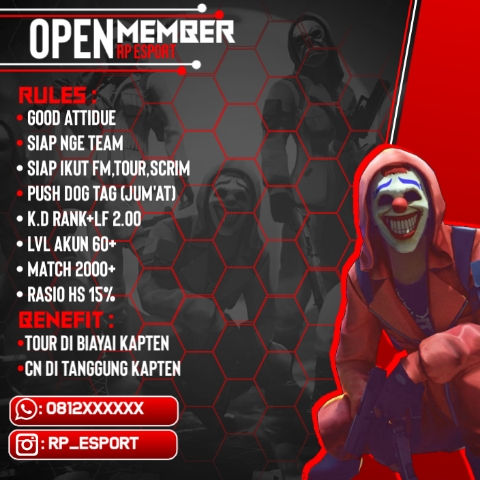 OPEN MEMBER
RP ESPORT
RULES :
• GOOD ATTIDUE
• SIAP NGE TEAM
• SIAP IKUT FM,TOUR,SCRIM
• PUSH DOG TAG (JUM'AT)
• K.D RANK+LF 2.00
• LVL AKUN 60+
• MATCH 2000+
• RASIO HS 15%
BENEFIT :
•TOUR DI BIAYAI KAPTEN
•CN DI TANGGUNG KAPTEN
: 0812XXXXXX
: RP_ESPORT